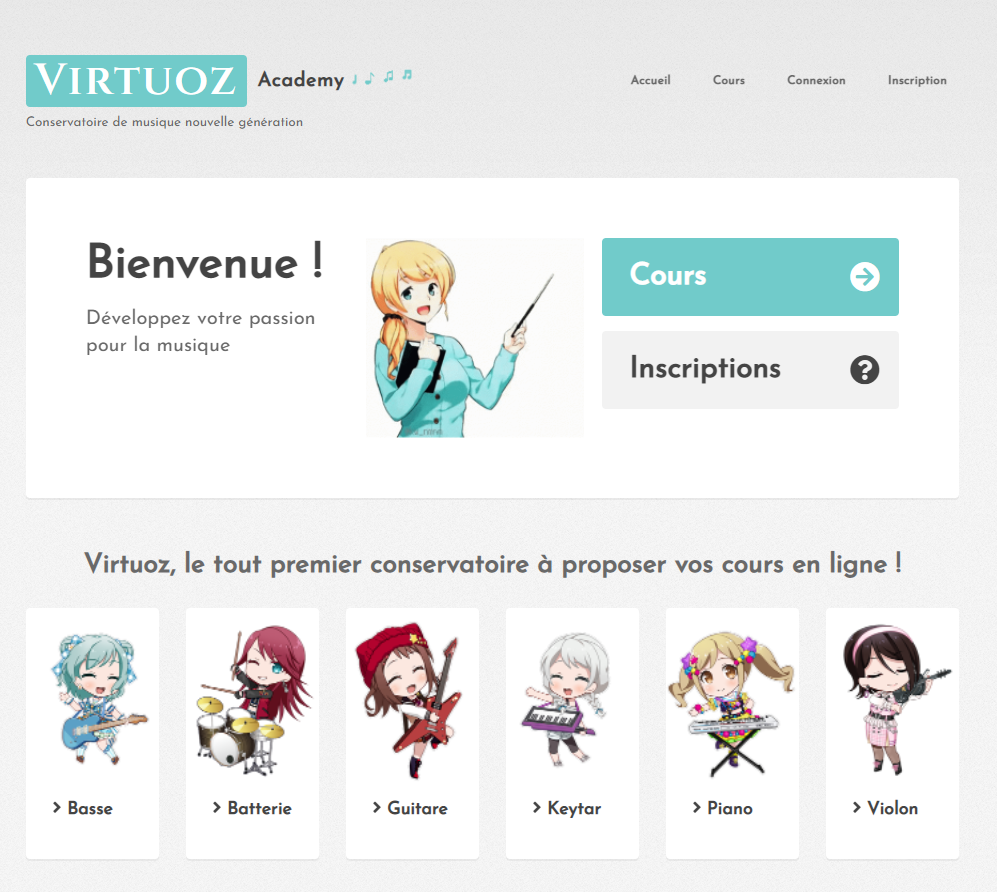 VIRTUOZ Academy
Accueil Cours Connexion Inscription
Conservatoire de musique nouvelle génération
Bienvenue !
Développez votre passion
pour la musique
Cours
Inscriptions
Virtuoz, le tout premier conservatoire à proposer vos cours en ligne !
Basse
Batterie
Guitare
Keytar
Piano
Violon